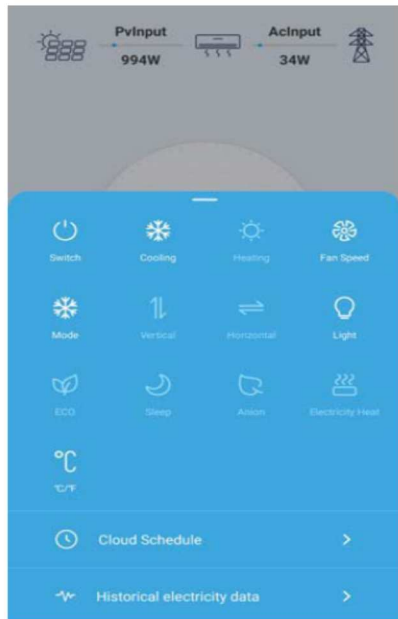 PvInput
AcInput
994W
34W
Switch
Cooling
Heating
Fan Speed
Mode
Vertical
Horizontal
Light
ECO
Sleep
Anion
Electricity Heat
°C
°C/°F
Cloud Schedule
Historical electricity data